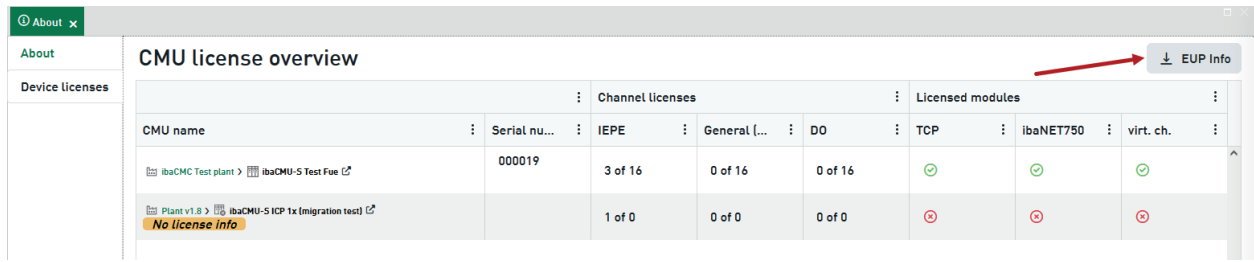 About x
About
Device licenses
CMU license overview
EUP Info
Channel licenses
Licensed modules
CMU name
Serial nu...
IEPE
General (...
DO
TCP
ibaNET750
virt. ch.
ibaCMC Test plant > ibaCMU-S Test Fue
000019
3 of 16
0 of 16
0 of 16
Plant v1.8 > ibaCMU-S ICP 1x (migration test)
No license info
1 of 0
0 of 0
0 of 0